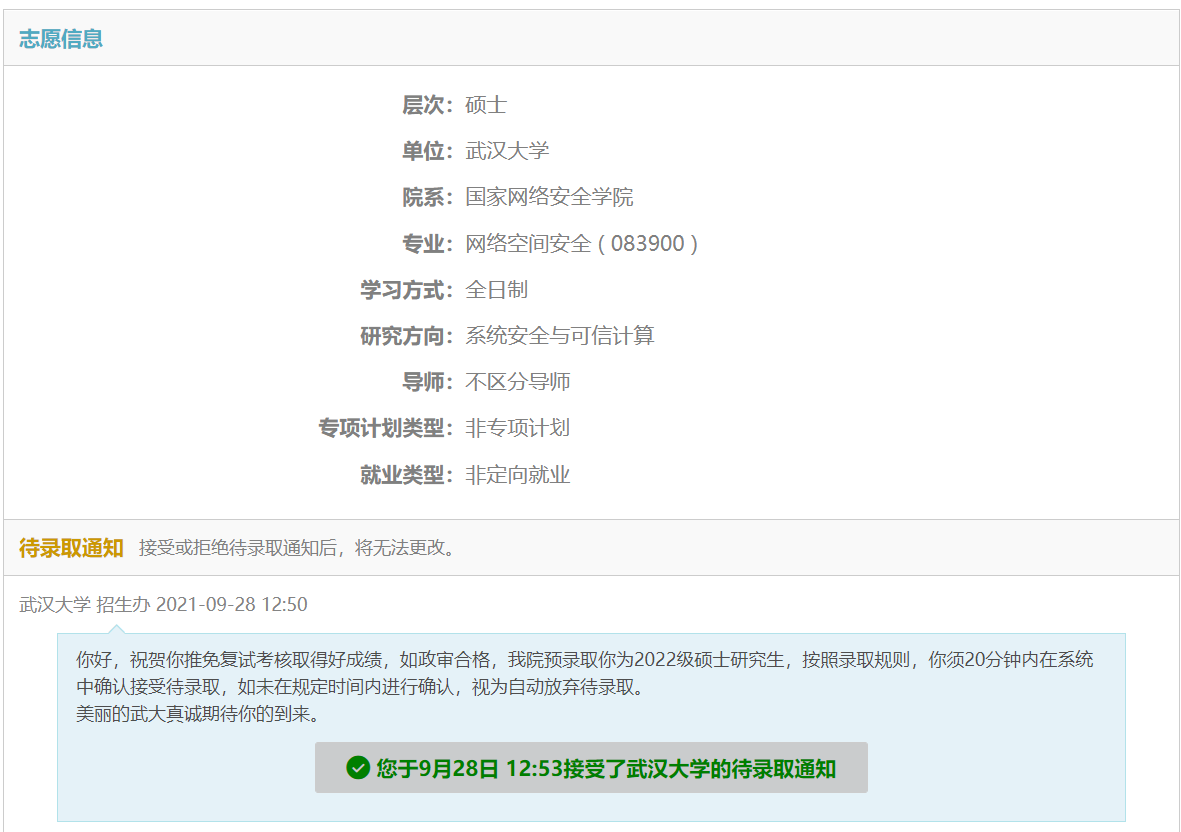 志愿信息
层次：硕士
单位：武汉大学
院系：国家网络安全学院
专业：网络空间安全 ( 083900 )
学习方式：全日制
研究方向：系统安全与可信计算
导师：不区分导师
专项计划类型：非专项计划
就业类型：非定向就业
待录取通知 接受或拒绝待录取通知后，将无法更改。
武汉大学 招生办 2021-09-28 12:50
你好，祝贺你推免复试考核取得好成绩，如政审合格，我院预录取你为2022级硕士研究生，按照录取规则，你须20分钟内在系统
中确认接受待录取，如未在规定时间内进行确认，视为自动放弃待录取。
美丽的武大真诚期待你的到来。
您于9月28日 12:53接受了武汉大学的待录取通知